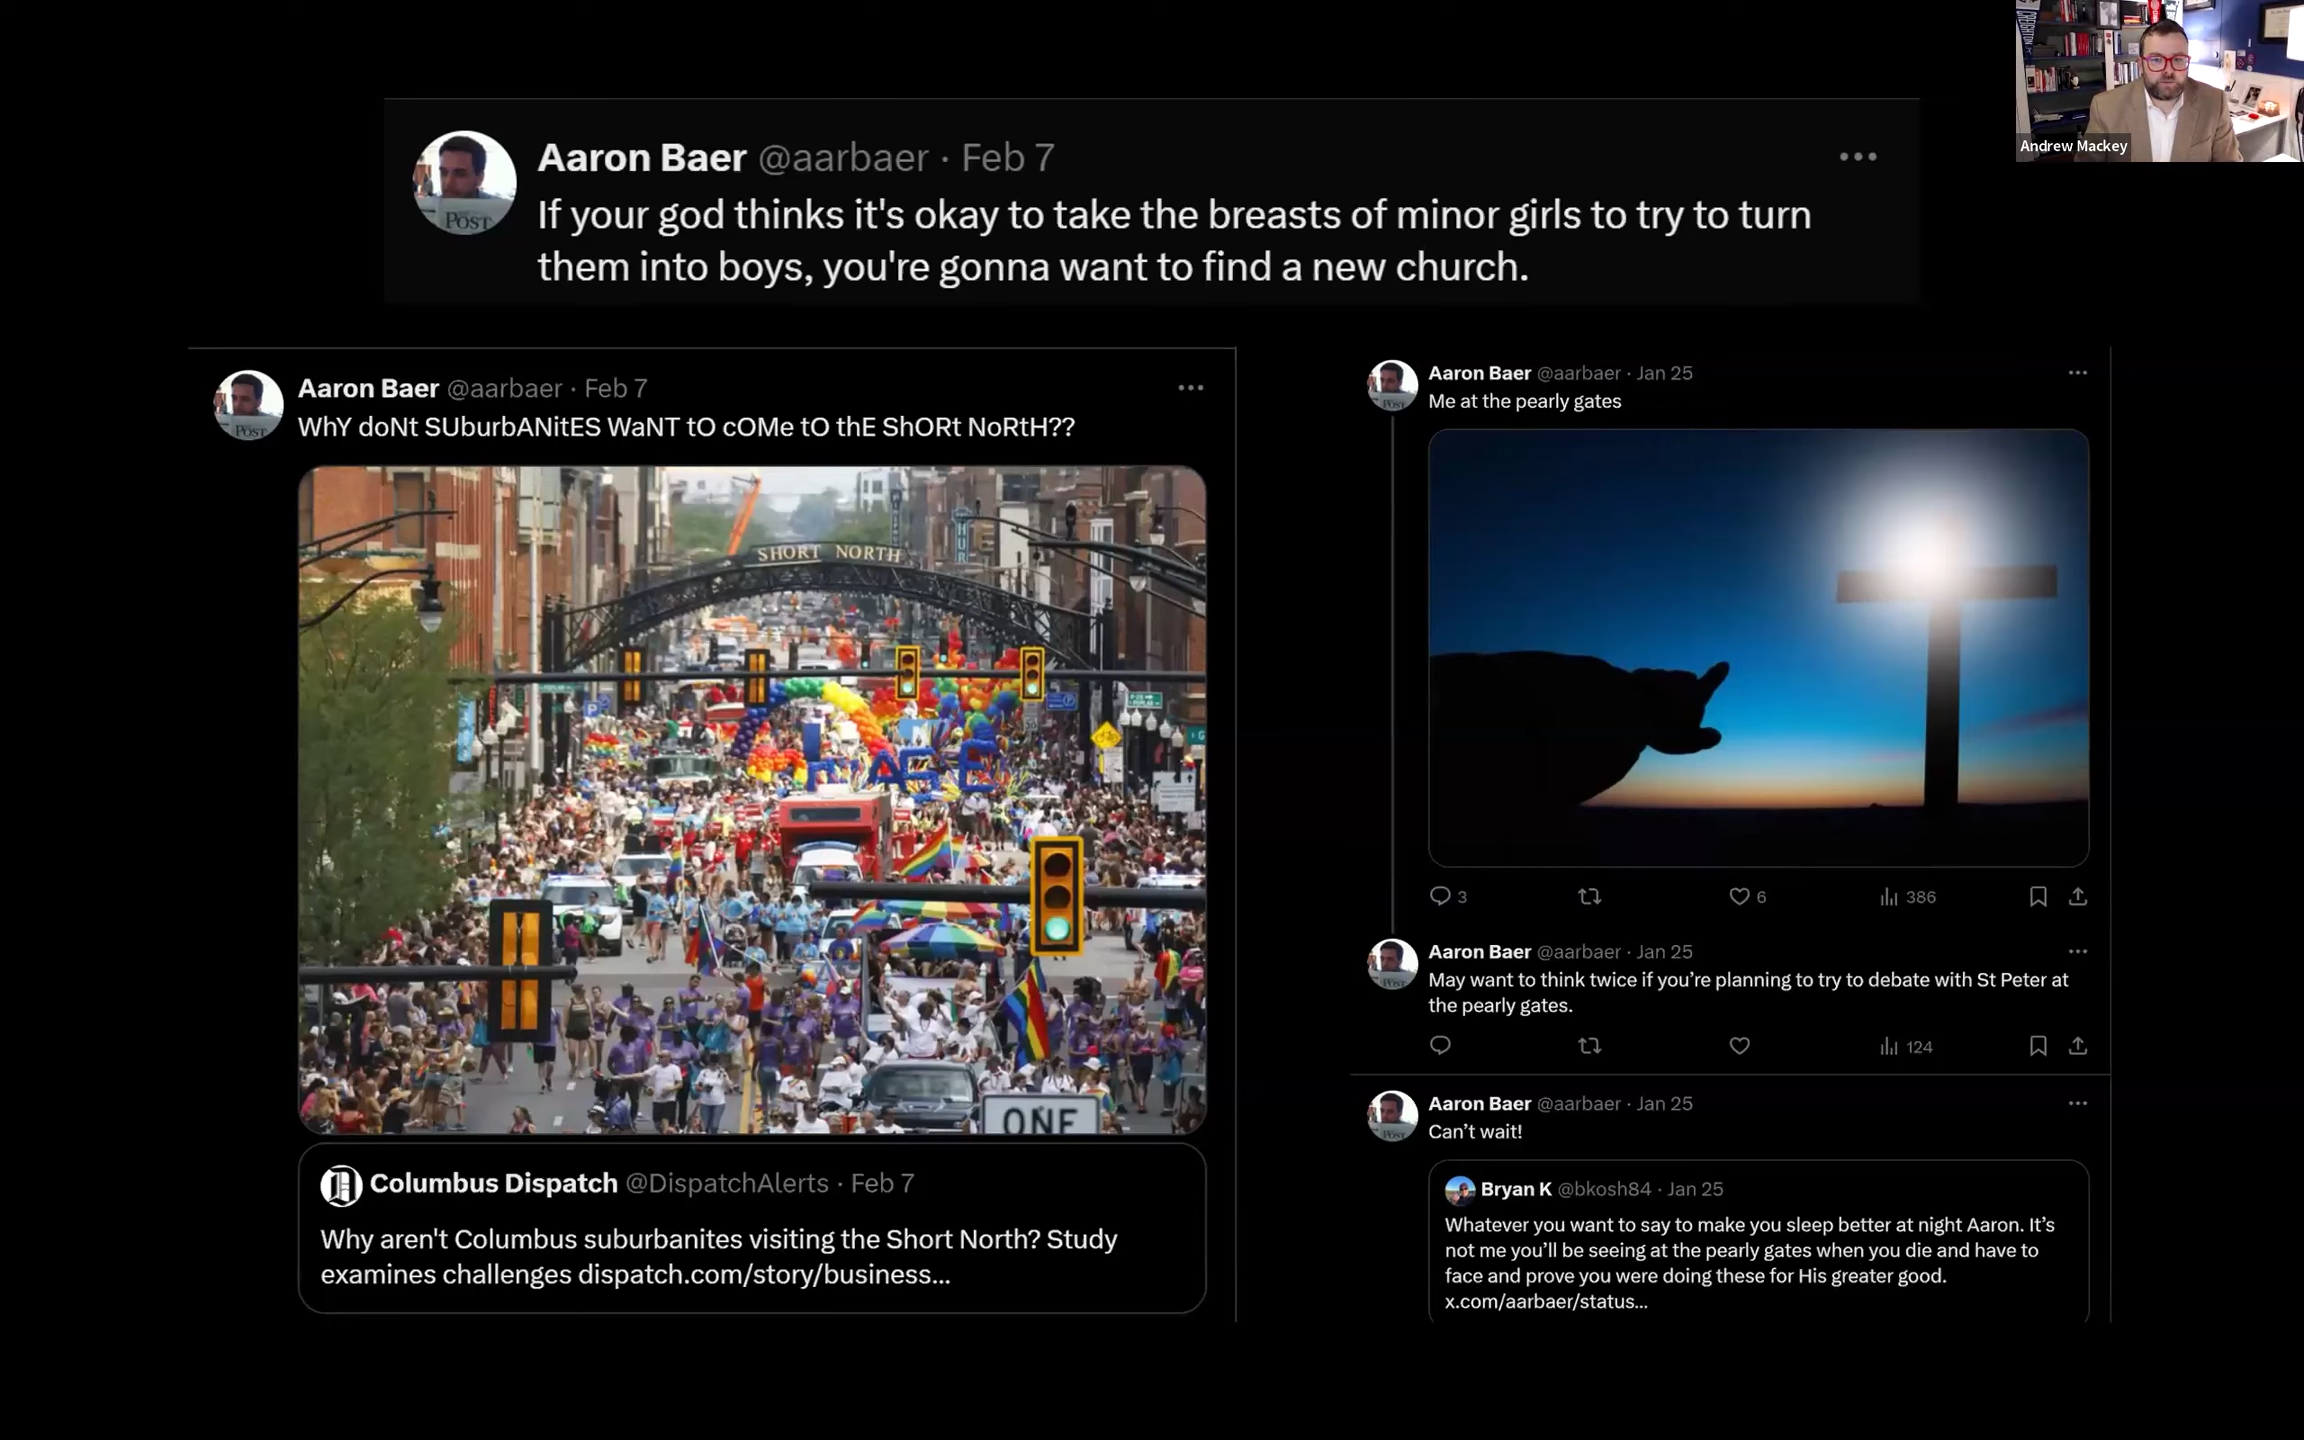 Andrew Mackey
Aaron Baer @aarbaer · Feb 7
If your god thinks it's okay to take the breasts of minor girls to try to turn
them into boys, you're gonna want to find a new church.
Aaron Baer @aarbaer · Feb 7
WhY doNt SUburbANitES WaNT tO cOMe tO thE ShORt NoRtH??
SHORT NORTH
ONE
Columbus Dispatch @DispatchAlerts · Feb 7
Why aren't Columbus suburbanites visiting the Short North? Study
examines challenges dispatch.com/story/business...
Aaron Baer @aarbaer · Jan 25
Me at the pearly gates
3
6
386
Aaron Baer @aarbaer · Jan 25
May want to think twice if you’re planning to try to debate with St Peter at
the pearly gates.
124
Aaron Baer @aarbaer · Jan 25
Can’t wait!
Bryan K @bkosh84 · Jan 25
Whatever you want to say to make you sleep better at night Aaron. It’s
not me you’ll be seeing at the pearly gates when you die and have to
face and prove you were doing these for His greater good.
x.com/aarbaer/status...